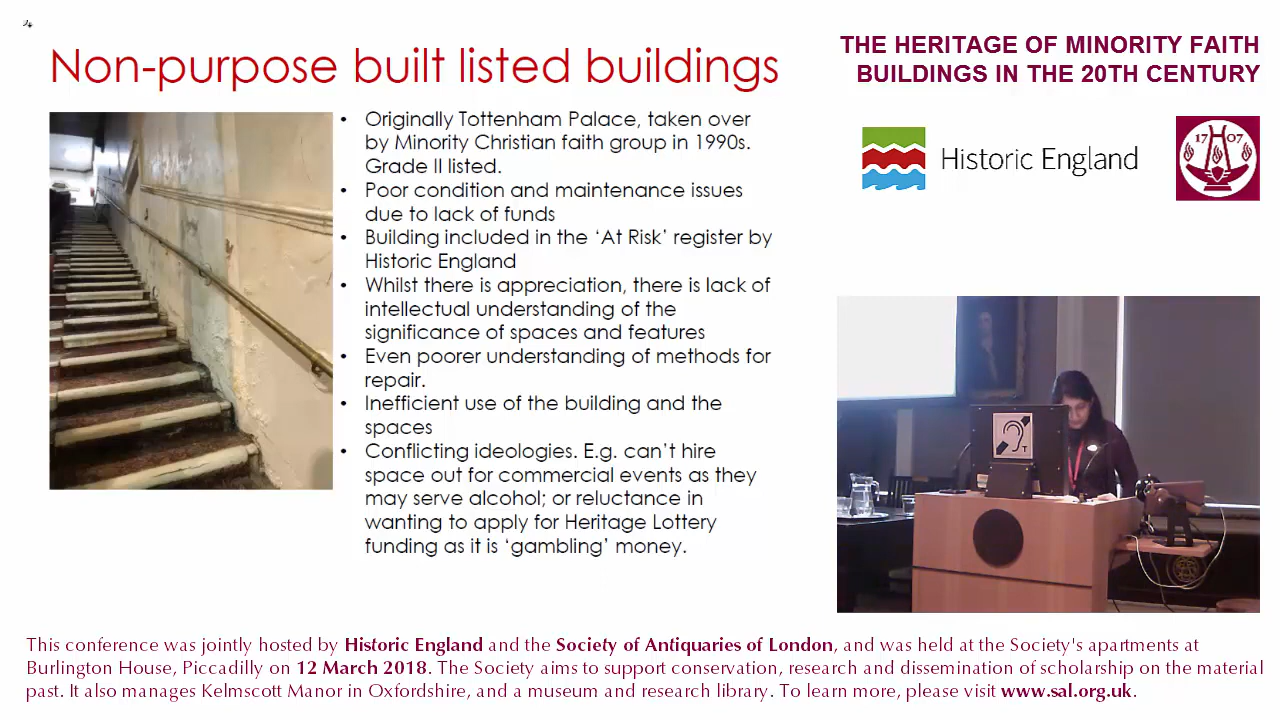 Non-purpose built listed buildings
• Originally Tottenham Palace, taken over
by Minority Christian faith group in 1990s.
Grade II listed.
• Poor condition and maintenance issues
due to lack of funds
• Building included in the ‘At Risk’ register by
Historic England
• Whilst there is appreciation, there is lack of
intellectual understanding of the
significance of spaces and features
• Even poorer understanding of methods for
repair.
• Inefficient use of the building and the
spaces
• Conflicting ideologies. E.g. can’t hire
space out for commercial events as they
may serve alcohol; or reluctance in
wanting to apply for Heritage Lottery
funding as it is ‘gambling’ money.
THE HERITAGE OF MINORITY FAITH
BUILDINGS IN THE 20TH CENTURY
Historic England
17 07
T
This conference was jointly hosted by Historic England and the Society of Antiquaries of London, and was held at the Society's apartments at
Burlington House, Piccadilly on 12 March 2018. The Society aims to support conservation, research and dissemination of scholarship on the material
past. It also manages Kelmscott Manor in Oxfordshire, and a museum and research library. To learn more, please visit www.sal.org.uk.